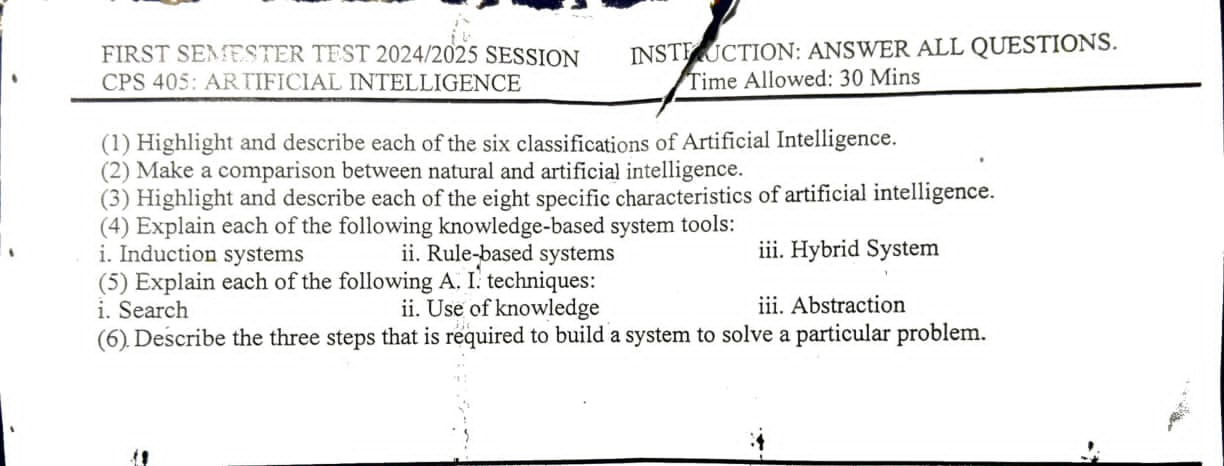 FIRST SEMESTER TEST 2024/2025 SESSION INSTRUCTION: ANSWER ALL QUESTIONS.
CPS 405: ARTIFICIAL INTELLIGENCE Time Allowed: 30 Mins
(1) Highlight and describe each of the six classifications of Artificial Intelligence.
(2) Make a comparison between natural and artificial intelligence.
(3) Highlight and describe each of the eight specific characteristics of artificial intelligence.
(4) Explain each of the following knowledge-based system tools:
i. Induction systems ii. Rule-based systems iii. Hybrid System
(5) Explain each of the following A. I. techniques:
i. Search ii. Use of knowledge iii. Abstraction
(6) Describe the three steps that is required to build a system to solve a particular problem.